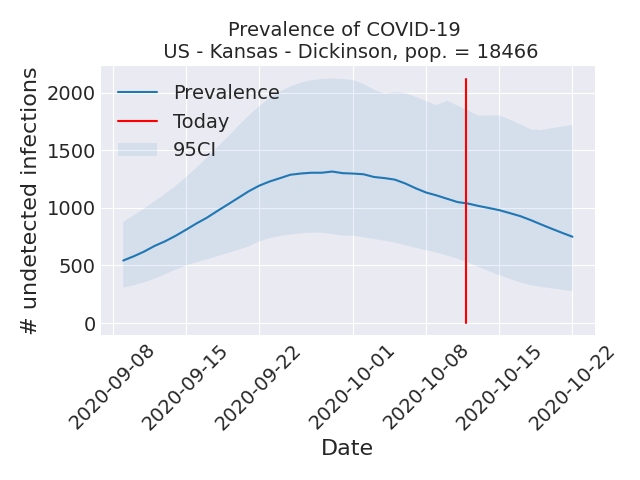 Prevalence of COVID-19
US - Kansas - Dickinson, pop. = 18466
# undetected infections
2000
1500
1000
500
0
Prevalence
Today
95CI
2020-09-08
2020-09-15
2020-09-22
2020-10-01
2020-10-08
2020-10-15
2020-10-22
Date